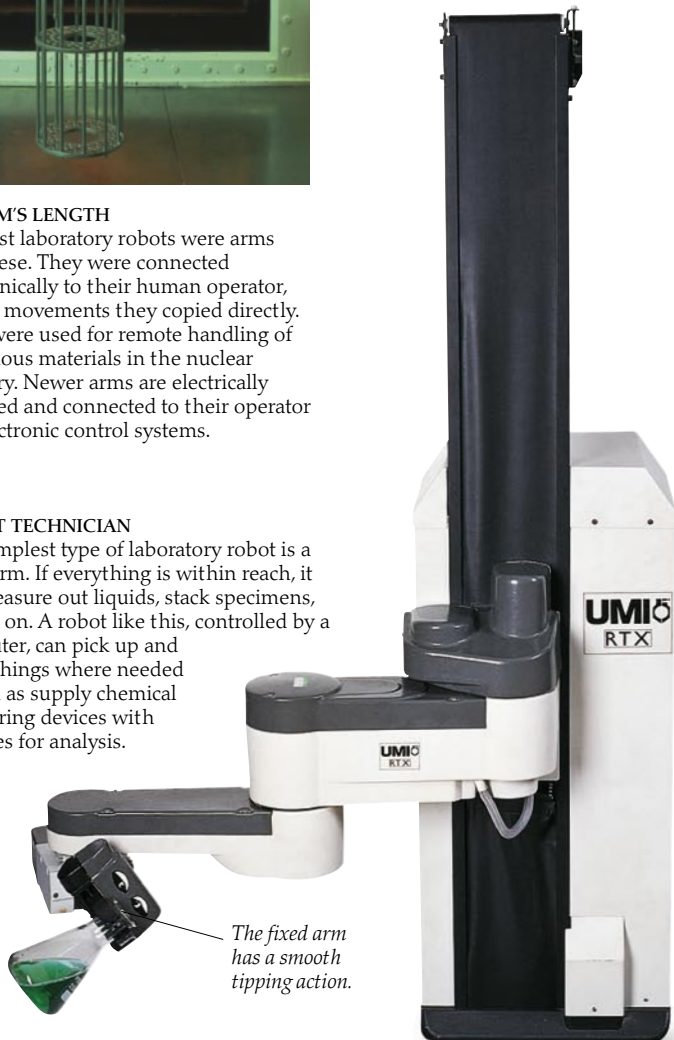 M'S LENGTH
st laboratory robots were arms
ese. They were connected
nically to their human operator,
movements they copied directly.
were used for remote handling of
ous materials in the nuclear
ry. Newer arms are electrically
ed and connected to their operator
ctronic control systems.
T TECHNICIAN
mplest type of laboratory robot is a
rm. If everything is within reach, it
easure out liquids, stack specimens,
on. A robot like this, controlled by a
ter, can pick up and
hings where needed
as supply chemical
ring devices with
es for analysis.
UMI
RTX
UMI
RTX
The fixed arm
has a smooth
tipping action.